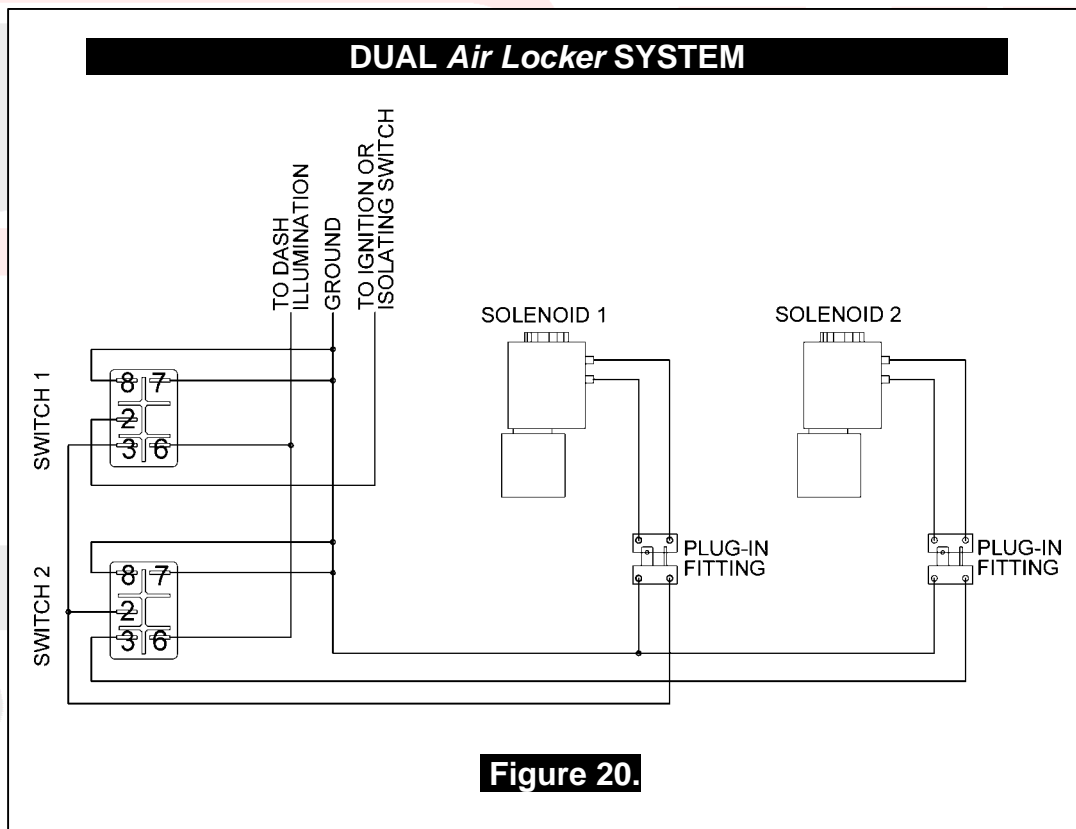 DUAL Air Locker SYSTEM
TO DASH
ILLUMINATION
GROUND
TO IGNITION OR
ISOLATING SWITCH
SOLENOID 1
SOLENOID 2
SWITCH 1
8 7
2
3 6
PLUG-IN
FITTING
PLUG-IN
FITTING
SWITCH 2
8 7
2
3 6
Figure 20.